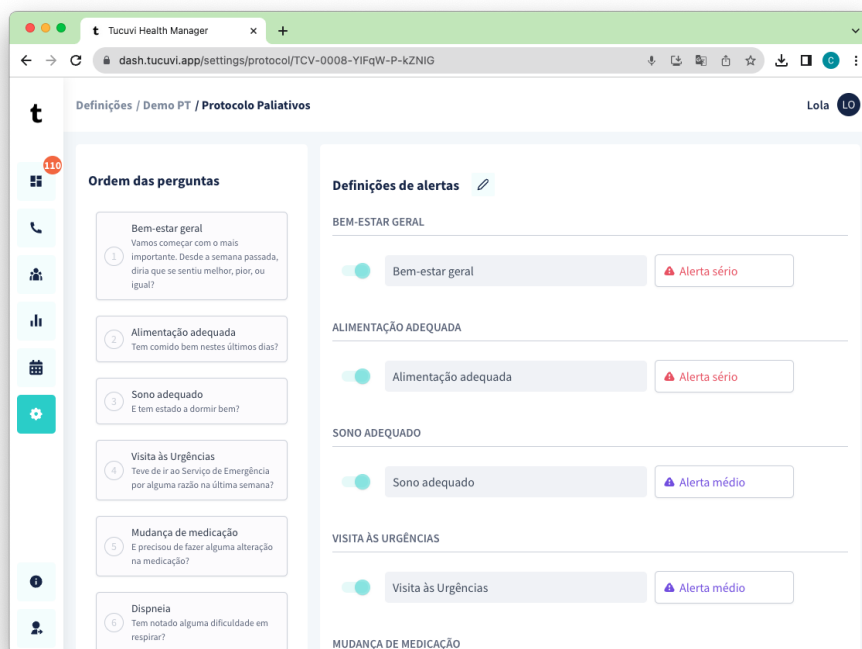 t Tucuvi Health Manager
dash.tucuvi.app/settings/protocol/TCV-0008-YIFqW-P-kZNIG
C
t
Definições / Demo PT / Protocolo Paliativos
Lola LO
110
Ordem das perguntas
1
Bem-estar geral
Vamos começar com o mais
importante. Desde a semana passada,
diria que se sentiu melhor, pior, ou
igual?
2
Alimentação adequada
Tem comido bem nestes últimos dias?
3
Sono adequado
E tem estado a dormir bem?
4
Visita às Urgências
Teve de ir ao Serviço de Emergência
por alguma razão na última semana?
5
Mudança de medicação
E precisou de fazer alguma alteração
na medicação?
6
Dispneia
Tem notado alguma dificuldade em
respirar?
Definições de alertas
BEM-ESTAR GERAL
Bem-estar geral
Alerta sério
ALIMENTAÇÃO ADEQUADA
Alimentação adequada
Alerta sério
SONO ADEQUADO
Sono adequado
Alerta médio
VISITA ÀS URGÊNCIAS
Visita às Urgências
Alerta médio
MUDANÇA DE MEDICAÇÃO